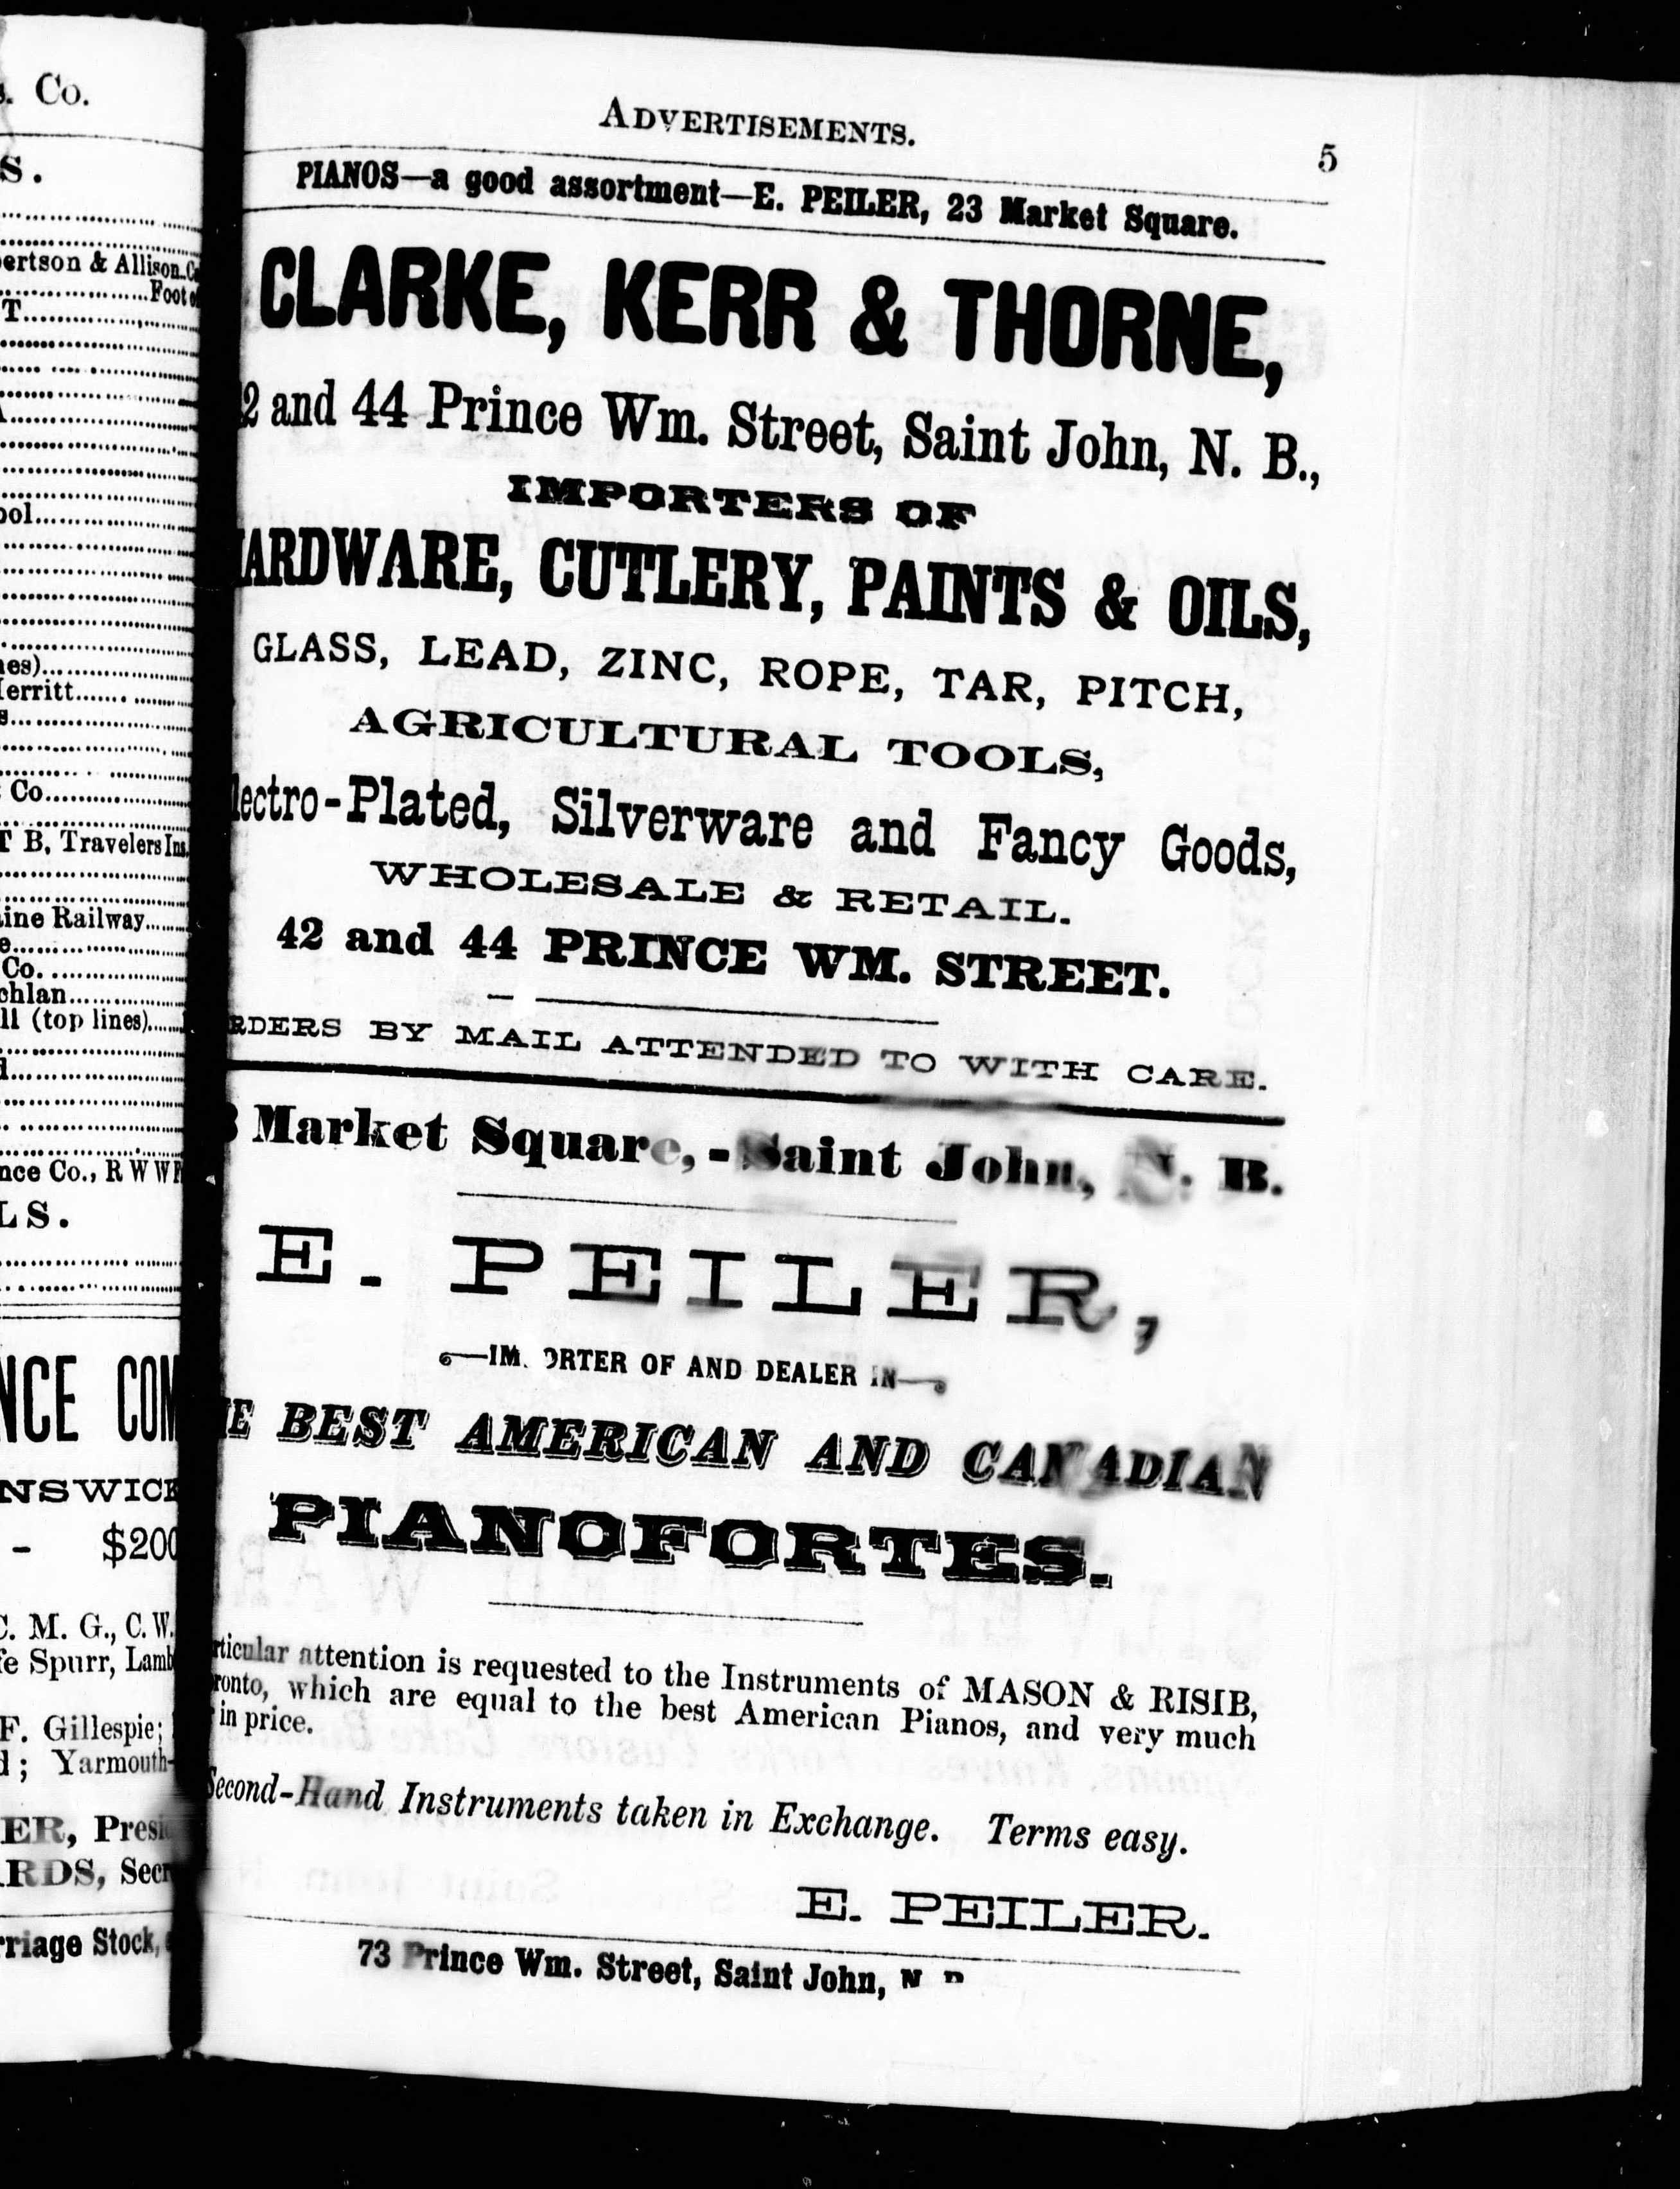 s. Co.
S.
ertson & Allison..C
Foot o
T
ool
nes)
Merritt
s
Co
T B, Travelers Ins.
ine Railway
e
Co.
chlan
ll (top lines)
d
nce Co., R W W F
LS.
NCE COM
NSWICK
- $200
C. M. G., C. W.
fe Spurr, Lamb
F. Gillespie;
d; Yarmouth-
ER, Presi
RDS, Secr
rriage Stock,
ADVERTISEMENTS. 5
PIANOS—a good assortment—E. PEILER, 23 Market Square.
CLARKE, KERR & THORNE,
2 and 44 Prince Wm. Street, Saint John, N. B.,
IMPORTERS OF
HARDWARE, CUTLERY, PAINTS & OILS,
GLASS, LEAD, ZINC, ROPE, TAR, PITCH,
AGRICULTURAL TOOLS,
lectro-Plated, Silverware and Fancy Goods,
WHOLESALE & RETAIL.
42 and 44 PRINCE WM. STREET.
RDERS BY MAIL ATTENDED TO WITH CARE.
3 Market Square, - Saint John, N. B.
E. PEILER,
—IM. ORTER OF AND DEALER IN—
HE BEST AMERICAN AND CANADIAN
PIANOFORTES.
rticular attention is requested to the Instruments of MASON & RISIB,
ronto, which are equal to the best American Pianos, and very much
r in price.
Second-Hand Instruments taken in Exchange. Terms easy.
E. PEILER.
73 Prince Wm. Street, Saint John, N